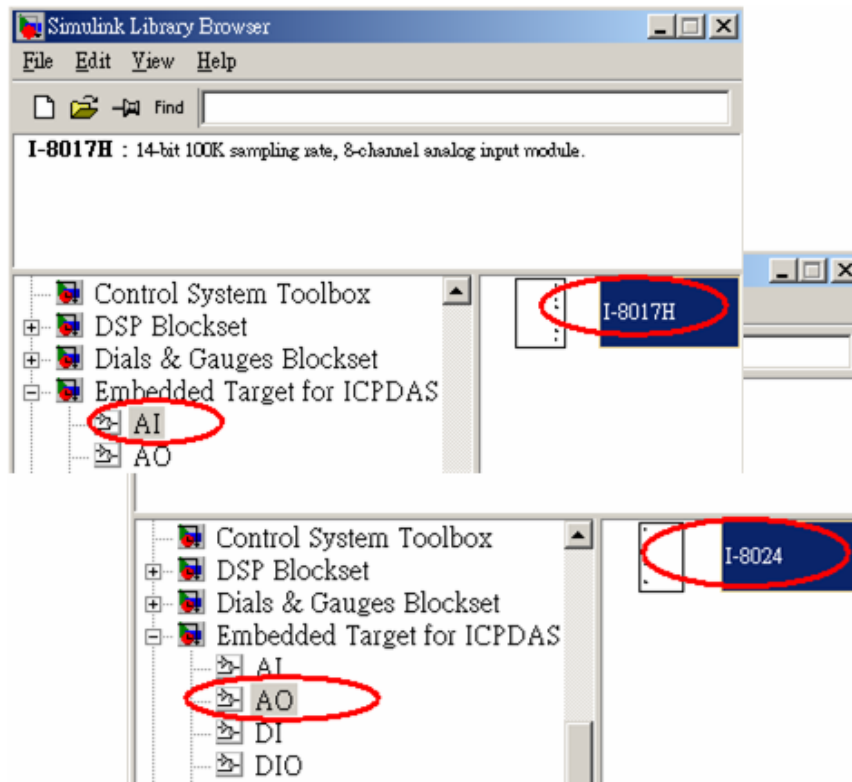 Simulink Library Browser
File Edit View Help
Find
I-8017H : 14-bit 100K sampling rate, 8-channel analog input module.
Control System Toolbox
DSP Blockset
Dials & Gauges Blockset
Embedded Target for ICPDAS
AI
AO
I-8017H
Control System Toolbox
DSP Blockset
Dials & Gauges Blockset
Embedded Target for ICPDAS
AI
AO
DI
DIO
I-8024